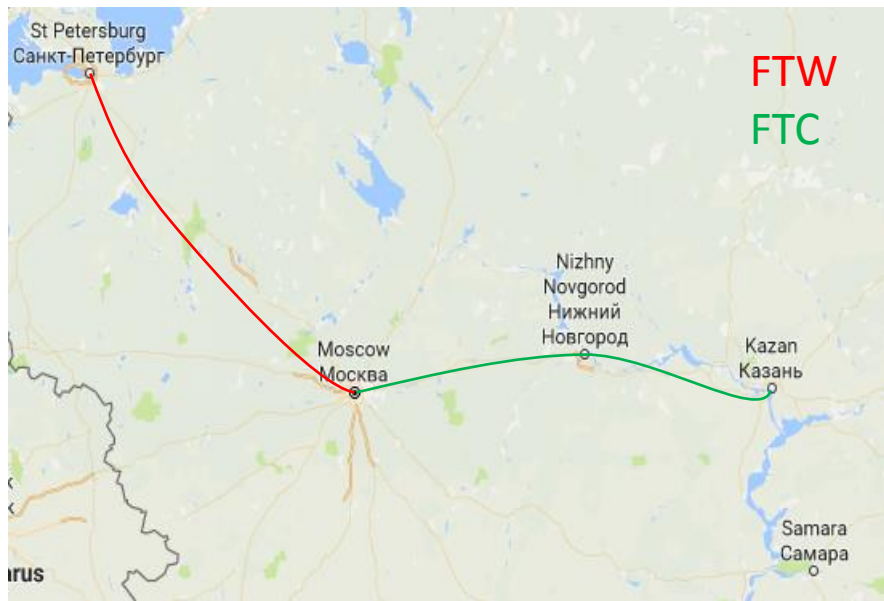 St Petersburg
Санкт-Петербург
FTW
FTC
Nizhny
Novgorod
Нижний
Новгород
Moscow
Москва
Kazan
Казань
Samara
Самара
к
к
arus